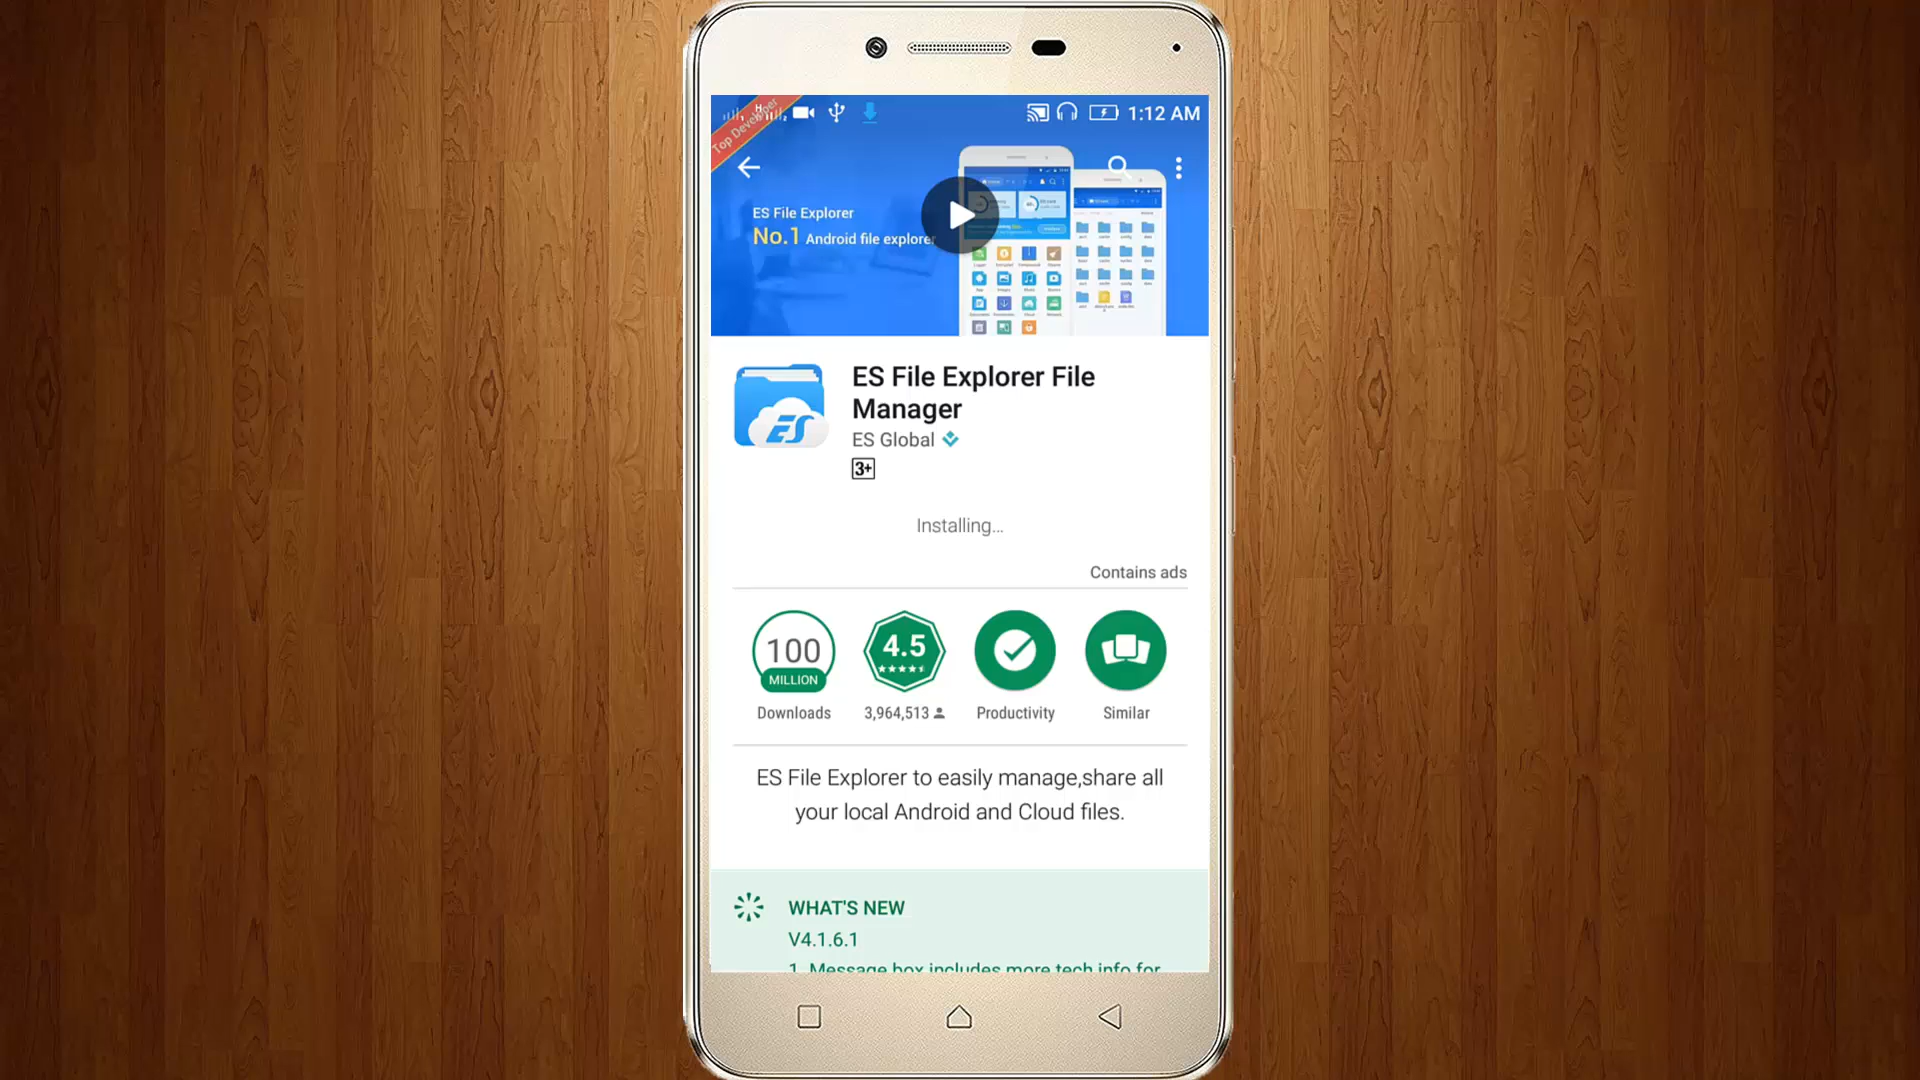 Top Developer
1:12 AM
ES File Explorer
No.1 Android file explorer
ES
ES File Explorer File
Manager
ES Global
3+
Installing...
Contains ads
100
MILLION
4.5
Downloads
3,964,513
Productivity
Similar
ES File Explorer to easily manage,share all
your local Android and Cloud files.
WHAT'S NEW
V4.1.6.1
1. Message box includes more tech info for